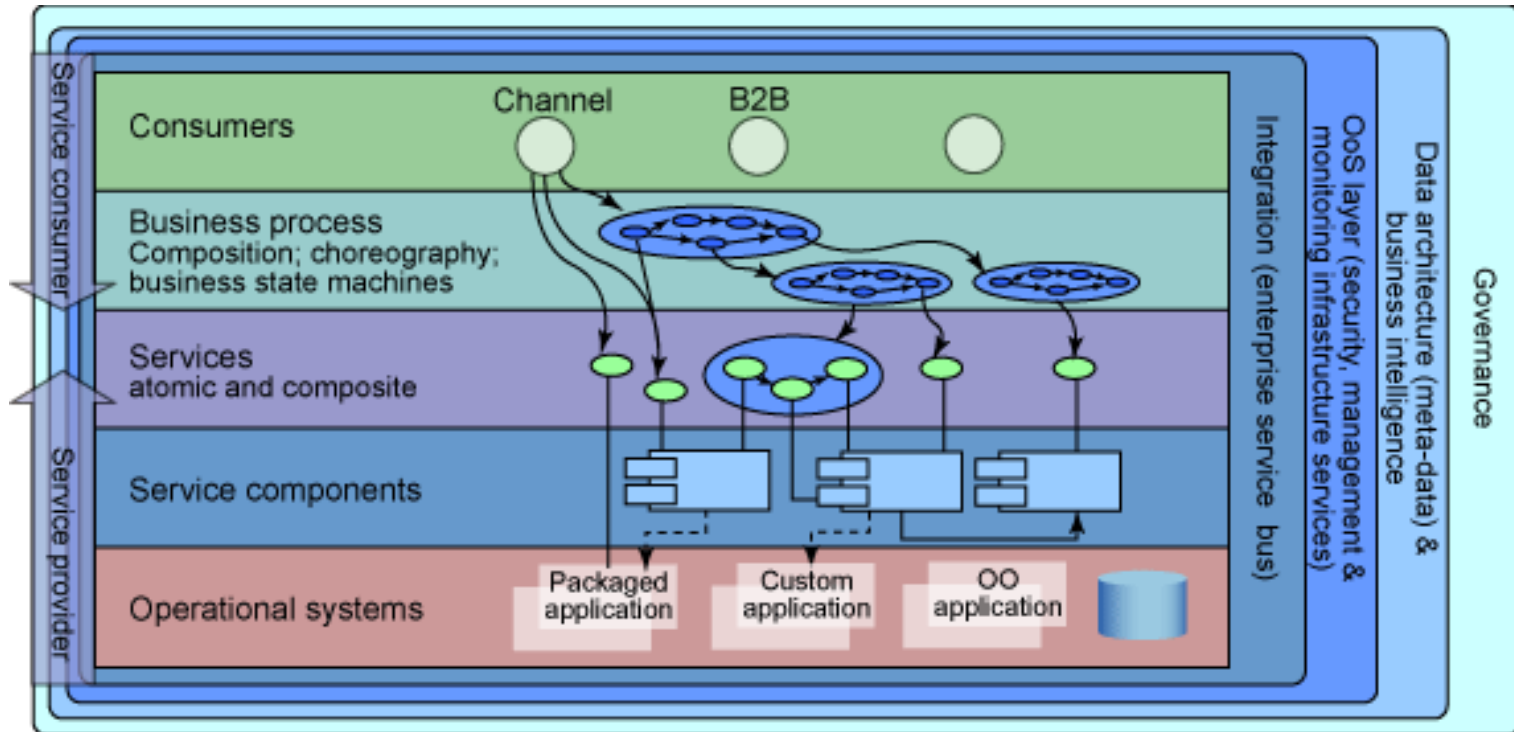 Channel
B2B
Consumers
Business process
Composition; choreography;
business state machines
Services
atomic and composite
Service components
Operational systems
Packaged
application
Custom
application
OO
application
Service consumer
Service provider
Integration (enterprise service bus)
OoS layer (security, management &
monitoring infrastructure services)
Data architecture (meta-data) &
business intelligence
Governance